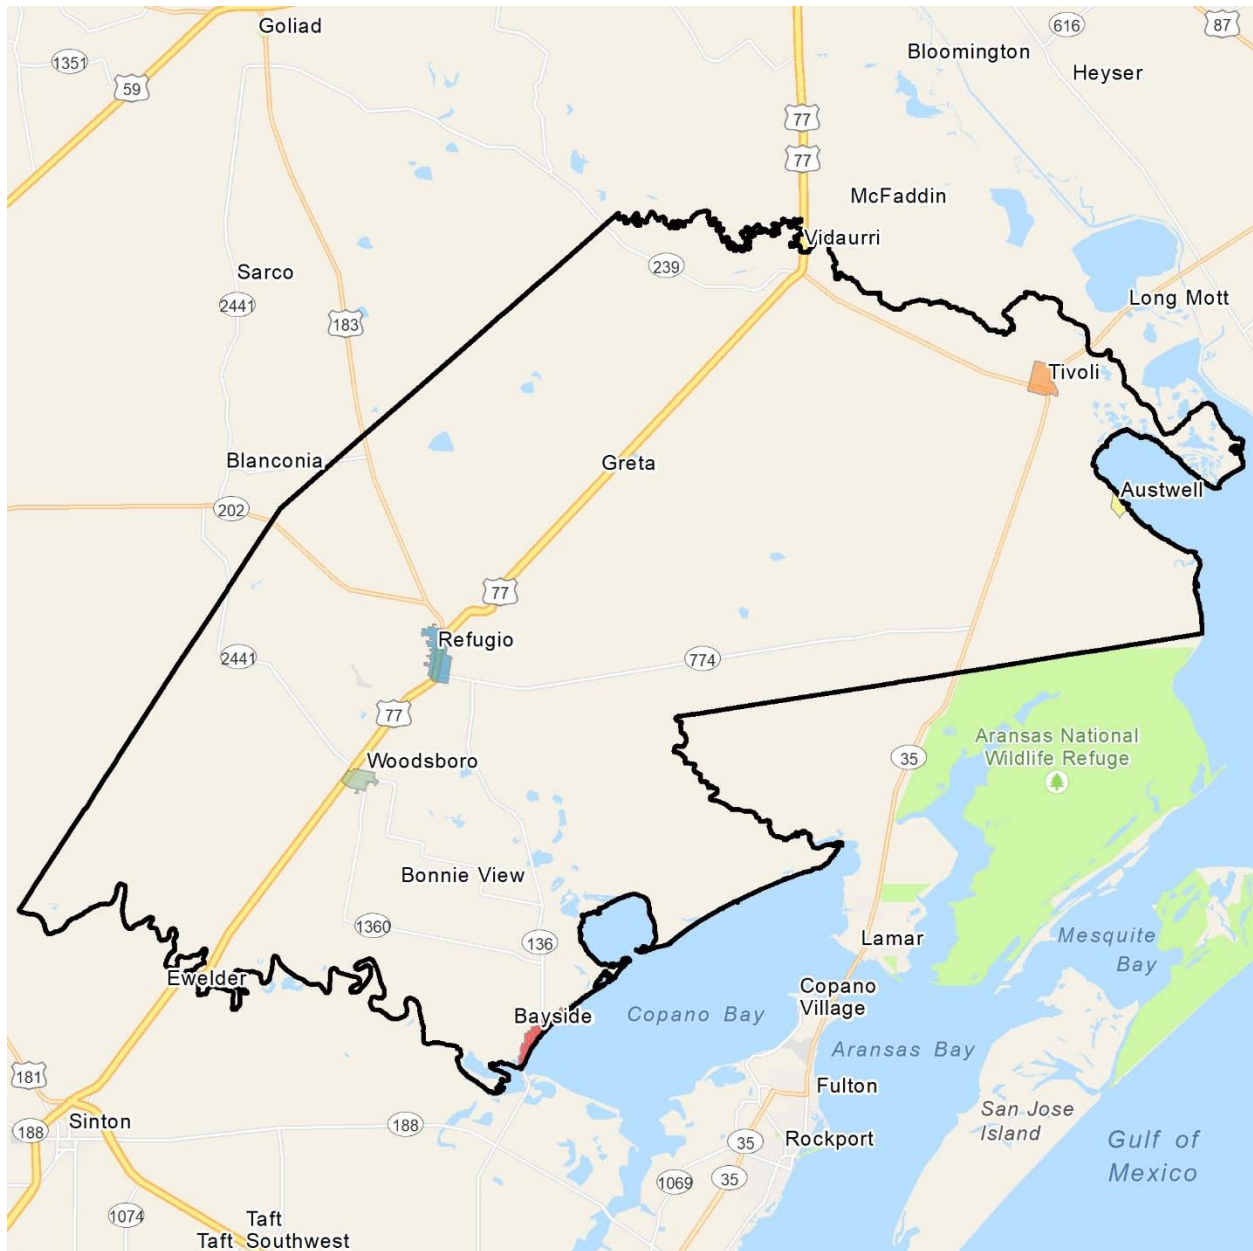 Goliad
616
87
Bloomington
1351
Heyser
59
77
77
McFaddin
Vidaurri
239
Sarco
2441
183
Long Mott
Tivoli
Blanconia
Greta
Austwell
202
77
Refugio
2441
774
77
Aransas National
Wildlife Refuge
35
Woodsboro
Bonnie View
1360
136
Lamar
Mesquite
Bay
Ewelder
Copano
Village
Bayside
Copano Bay
Aransas Bay
181
Fulton
San Jose
Island
Sinton
188
188
35
Rockport
Gulf of
Mexico
1069
35
1074
Taft
Taft Southwest